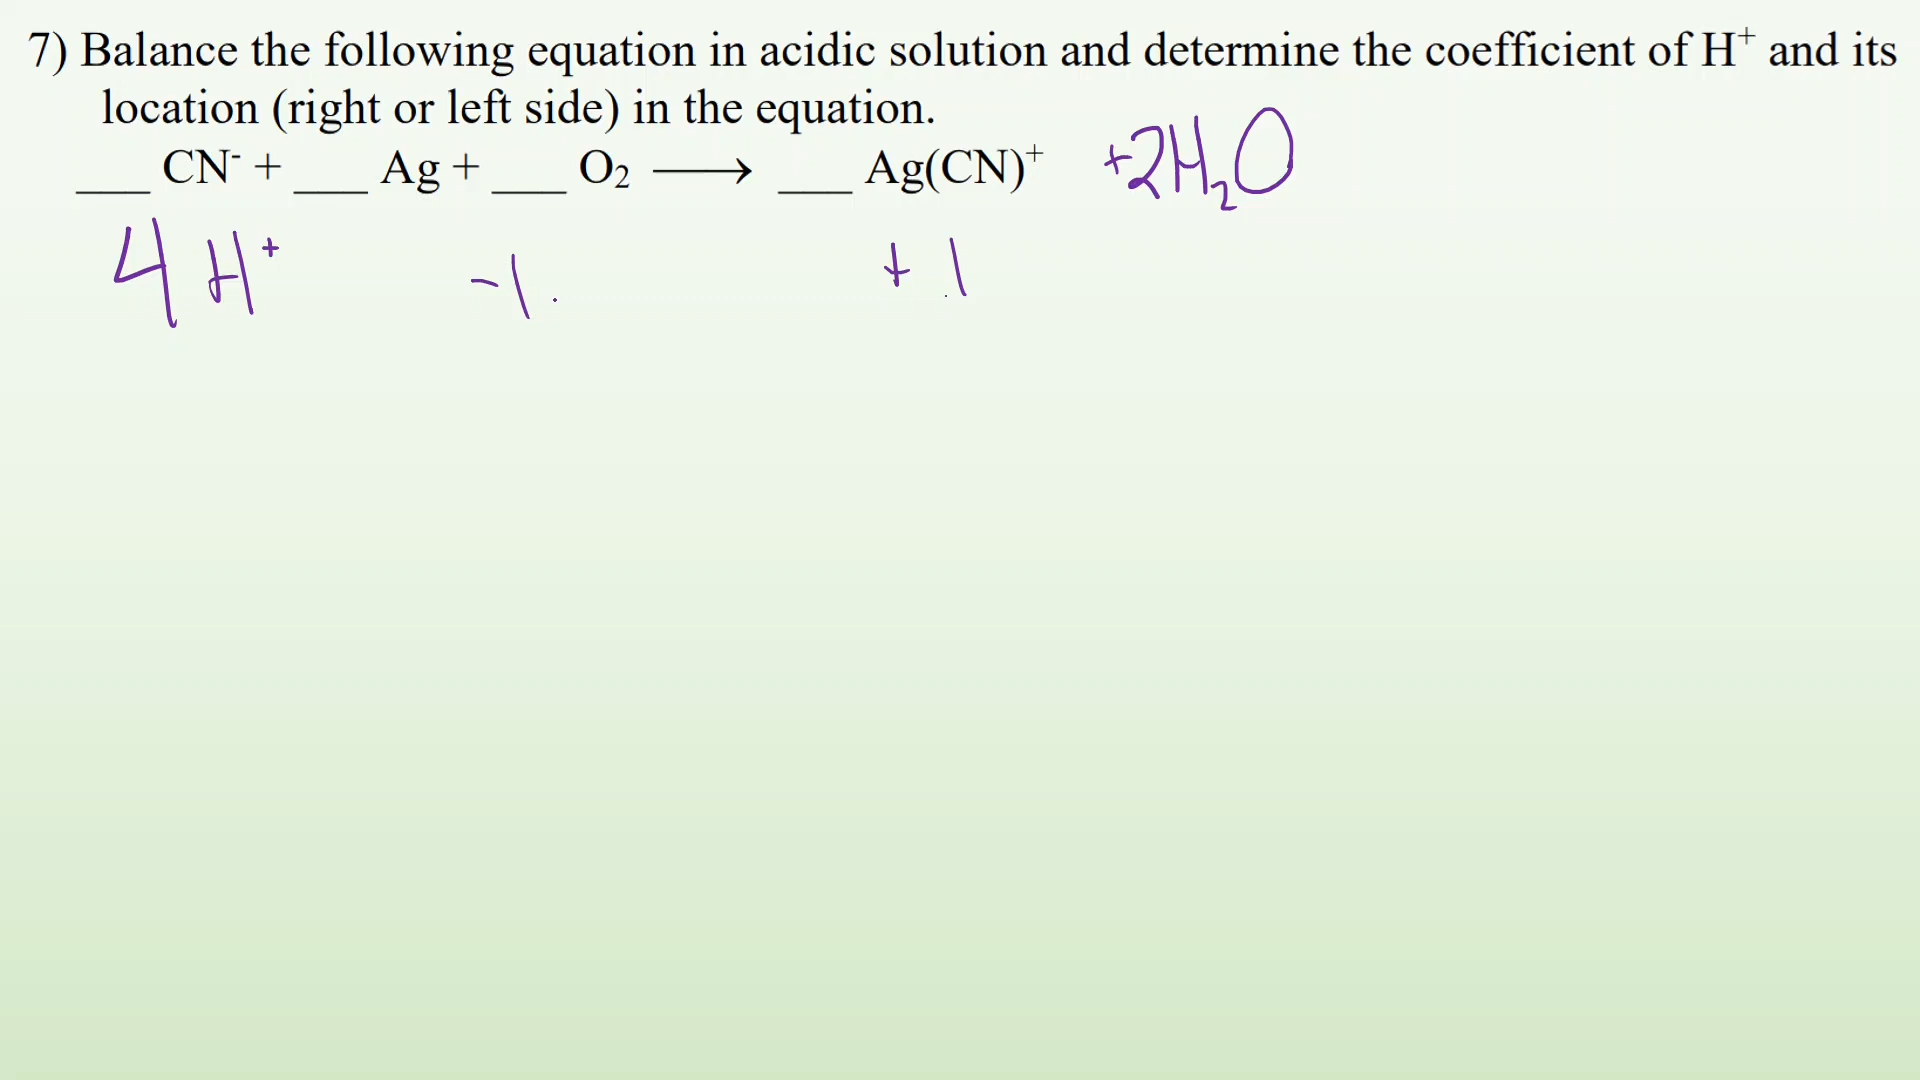 7) Balance the following equation in acidic solution and determine the coefficient of H⁺ and its
location (right or left side) in the equation.
___ CN⁻ + ___ Ag + ___ O₂ ⟶ ___ Ag(CN)⁺ +2H₂O
4 H⁺ -1 +1